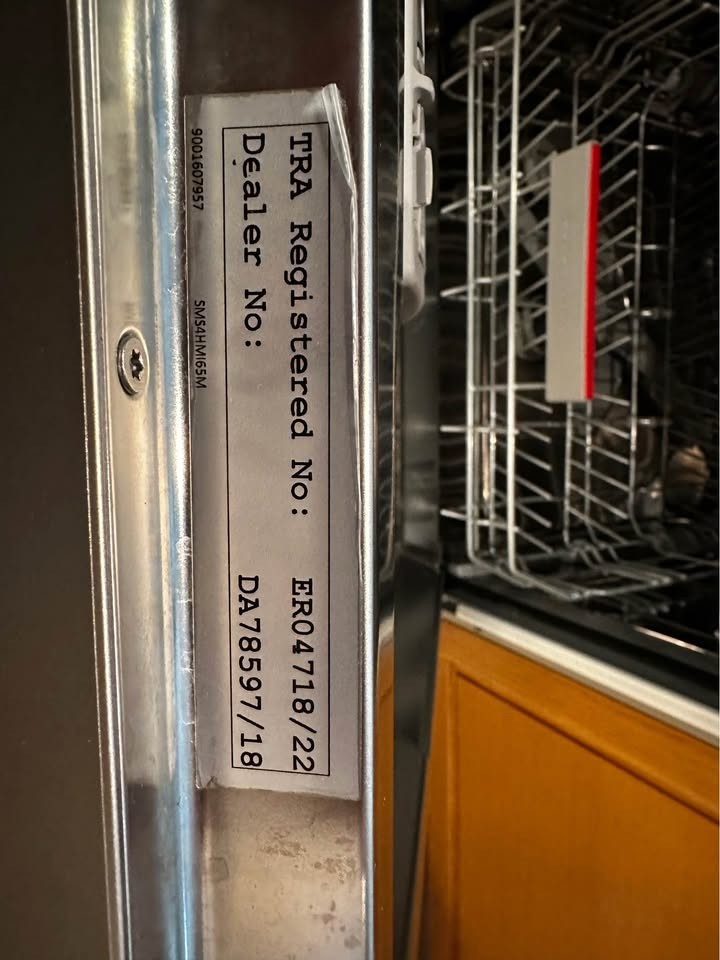 TRA Registered No: ER04718/22
Dealer No: DA78597/18
9001607957 SMS4HMI65M